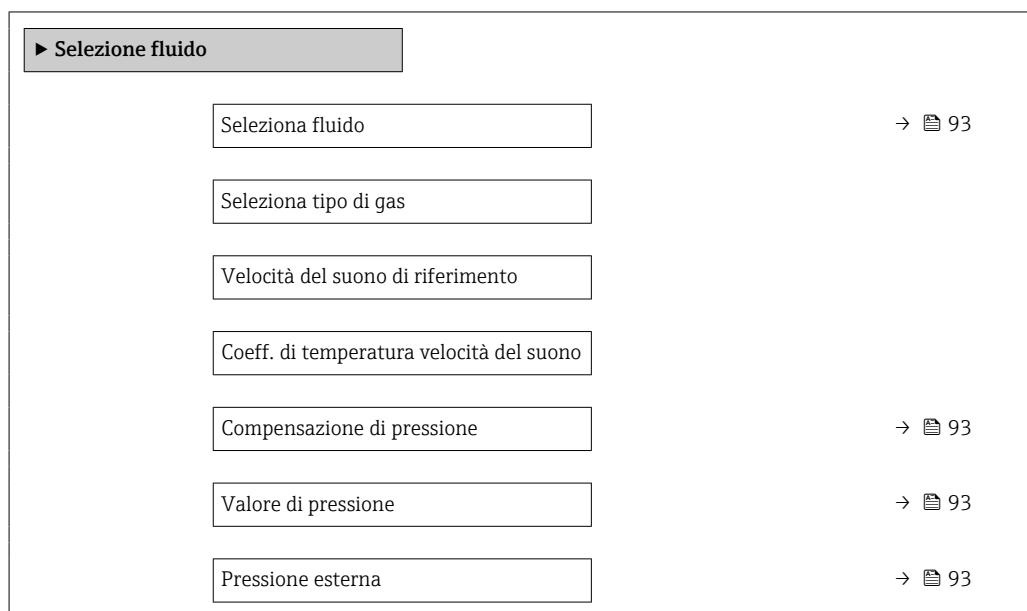 ▶ Selezione fluido
Seleziona fluido → 93
Seleziona tipo di gas
Velocità del suono di riferimento
Coeff. di temperatura velocità del suono
Compensazione di pressione → 93
Valore di pressione → 93
Pressione esterna → 93